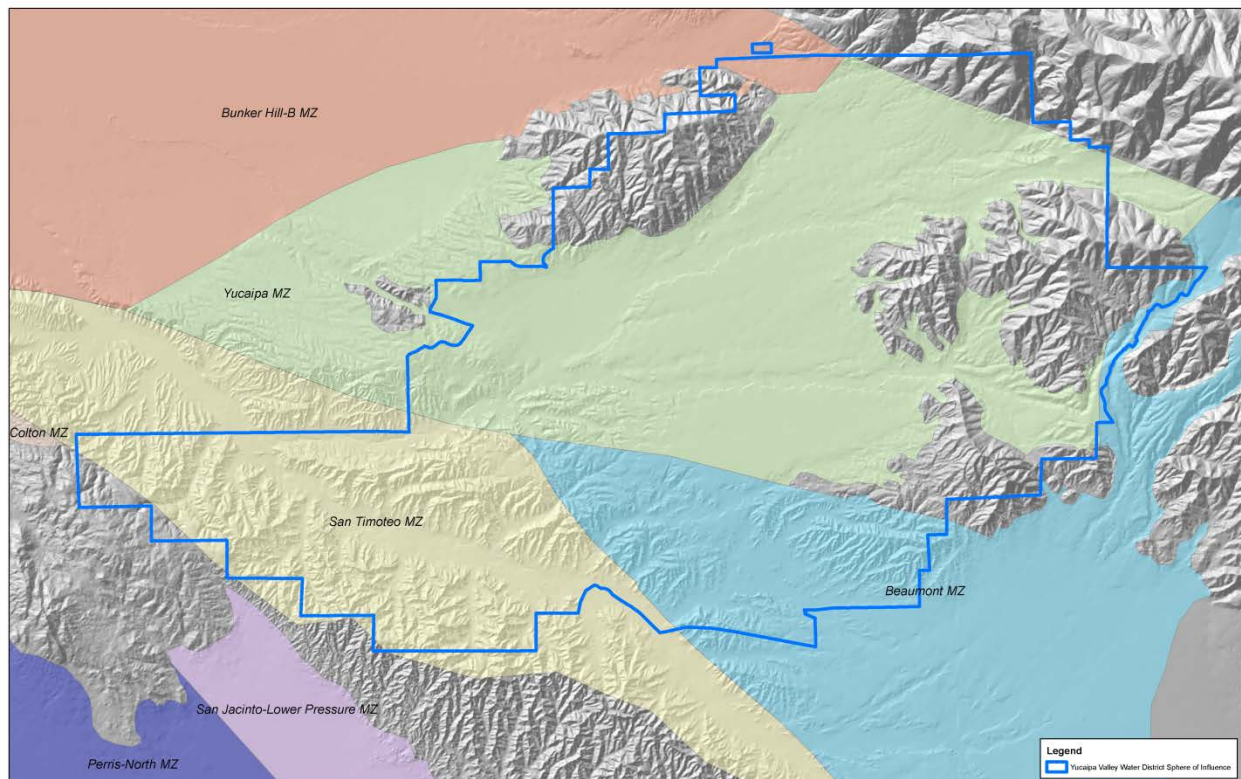 Bunker Hill-B MZ
Yucaipa MZ
Colton MZ
San Timoteo MZ
Beaumont MZ
San Jacinto-Lower Pressure MZ
Perris-North MZ
Legend
Yucaipa Valley Water District Sphere of Influence